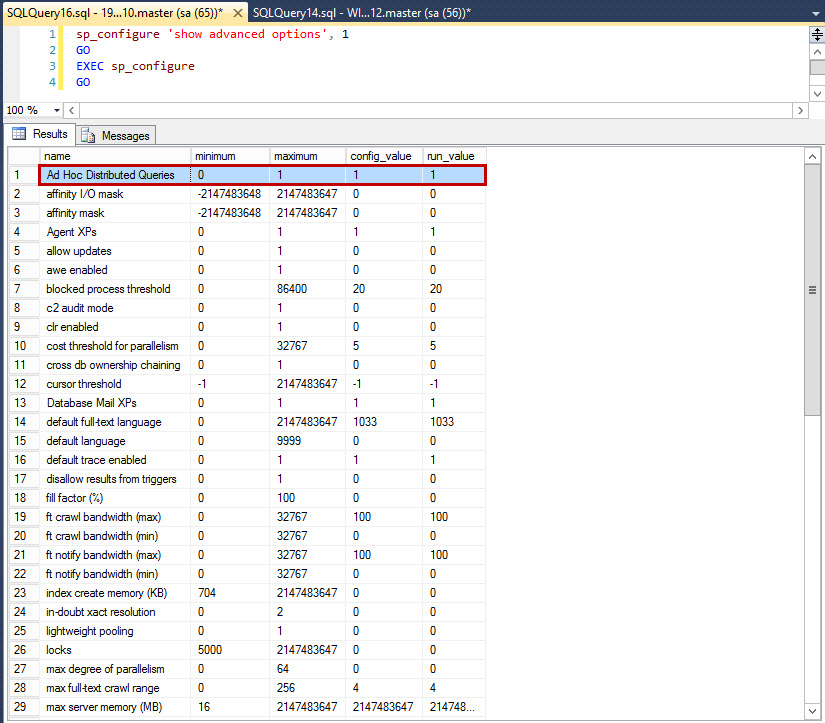 SQLQuery16.sql - 19...10.master (sa (65))* SQLQuery14.sql - WI...12.master (sa (56))*
1 sp_configure 'show advanced options', 1
2 GO
3 EXEC sp_configure
4 GO
100 %
Results Messages
name minimum maximum config_value run_value
1 Ad Hoc Distributed Queries 0 1 1 1
2 affinity I/O mask -2147483648 2147483647 0 0
3 affinity mask -2147483648 2147483647 0 0
4 Agent XPs 0 1 1 1
5 allow updates 0 1 0 0
6 awe enabled 0 1 0 0
7 blocked process threshold 0 86400 20 20
8 c2 audit mode 0 1 0 0
9 clr enabled 0 1 0 0
10 cost threshold for parallelism 0 32767 5 5
11 cross db ownership chaining 0 1 0 0
12 cursor threshold -1 2147483647 -1 -1
13 Database Mail XPs 0 1 1 1
14 default full-text language 0 2147483647 1033 1033
15 default language 0 9999 0 0
16 default trace enabled 0 1 1 1
17 disallow results from triggers 0 1 0 0
18 fill factor (%) 0 100 0 0
19 ft crawl bandwidth (max) 0 32767 100 100
20 ft crawl bandwidth (min) 0 32767 0 0
21 ft notify bandwidth (max) 0 32767 100 100
22 ft notify bandwidth (min) 0 32767 0 0
23 index create memory (KB) 704 2147483647 0 0
24 in-doubt xact resolution 0 2 0 0
25 lightweight pooling 0 1 0 0
26 locks 5000 2147483647 0 0
27 max degree of parallelism 0 64 0 0
28 max full-text crawl range 0 256 4 4
29 max server memory (MB) 16 2147483647 2147483647 214748...